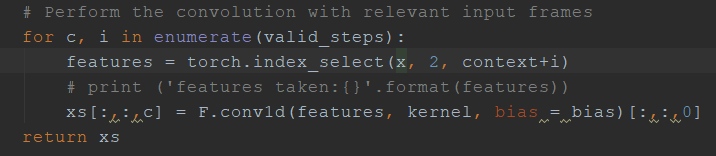 # Perform the convolution with relevant input frames
for c, i in enumerate(valid_steps):
features = torch.index_select(x, 2, context+i)
# print ('features taken:{}'.format(features))
xs[:,:,c] = F.conv1d(features, kernel, bias = bias)[:,:,0]
return xs